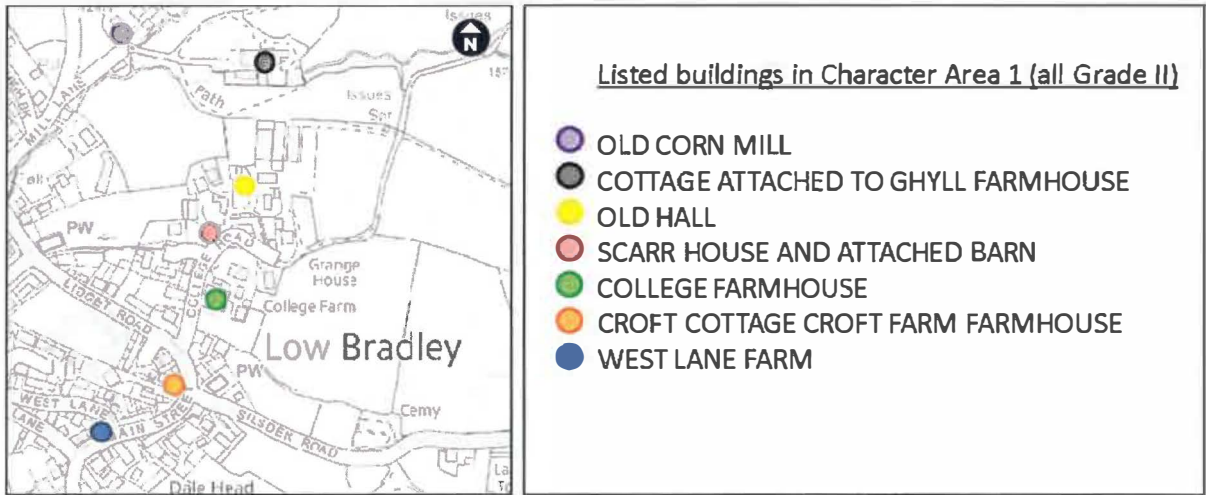 Issues
N
Path
Issues
Spr
MILL LANE
PW
Grange
House
COLLEGE
LIDGET ROAD
College Farm
Low Bradley
PW
WEST LANE
LANE
Cemy
SILSDEN ROAD
Dale Head
Listed buildings in Character Area 1 (all Grade II)
OLD CORN MILL
COTTAGE ATTACHED TO GHYLL FARMHOUSE
OLD HALL
SCARR HOUSE AND ATTACHED BARN
COLLEGE FARMHOUSE
CROFT COTTAGE CROFT FARM FARMHOUSE
WEST LANE FARM